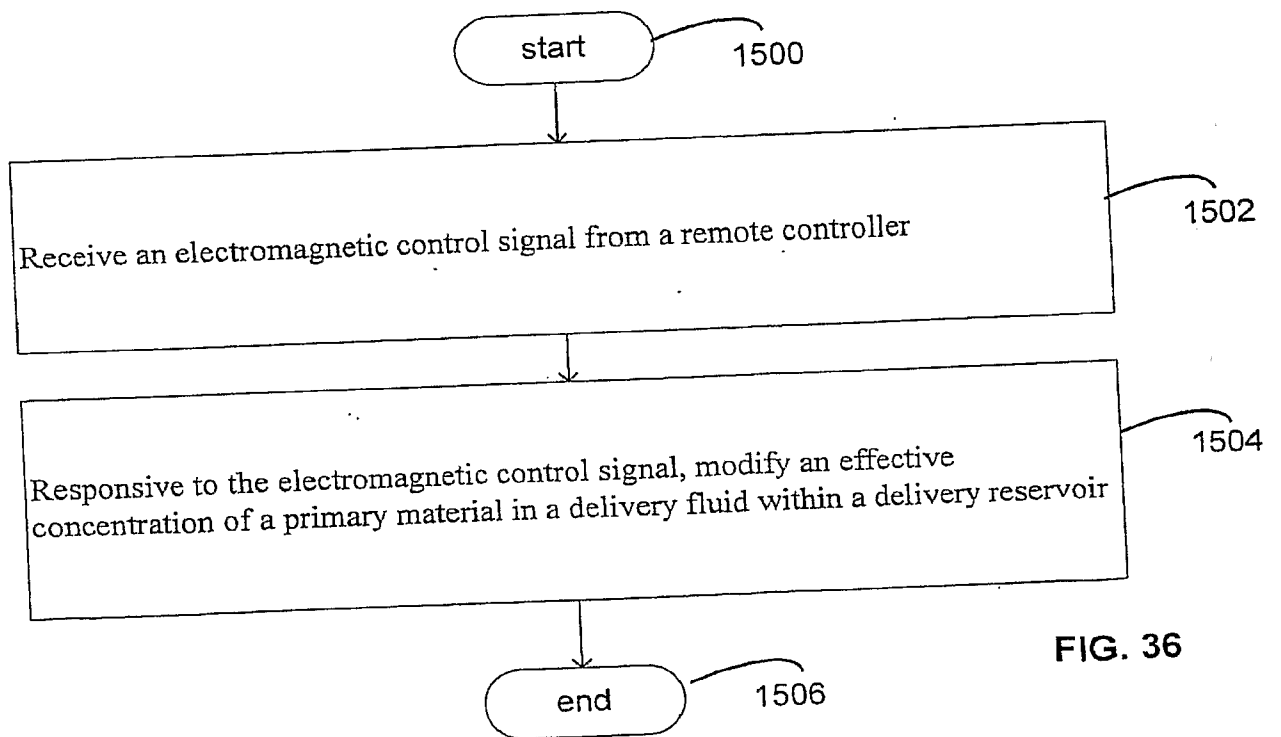 start
1500
Receive an electromagnetic control signal from a remote controller
1502
Responsive to the electromagnetic control signal, modify an effective
concentration of a primary material in a delivery fluid within a delivery reservoir
1504
end
1506
FIG. 36